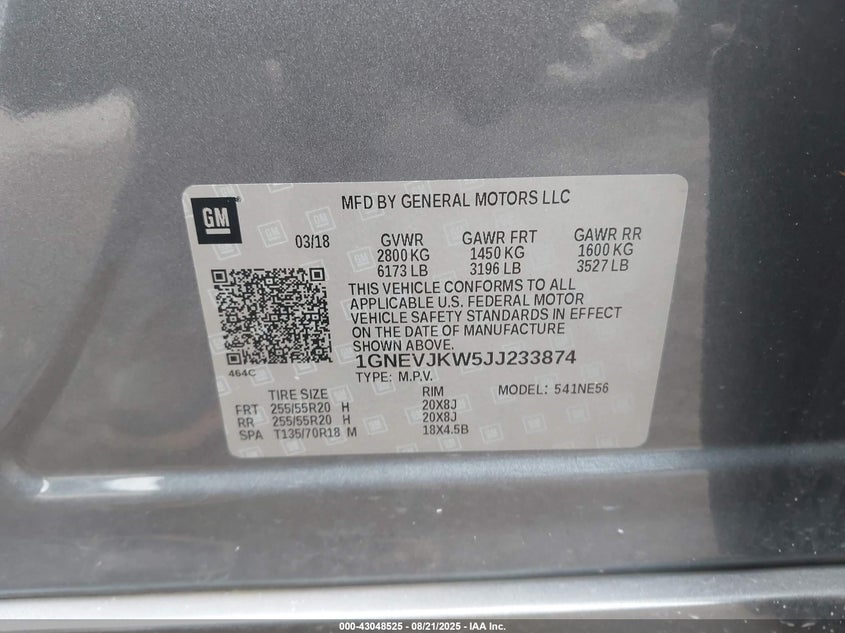 GM
MFD BY GENERAL MOTORS LLC
03/18
GVWR GAWR FRT GAWR RR
2800 KG 1450 KG 1600 KG
6173 LB 3196 LB 3527 LB
THIS VEHICLE CONFORMS TO ALL
APPLICABLE U.S. FEDERAL MOTOR
VEHICLE SAFETY STANDARDS IN EFFECT
ON THE DATE OF MANUFACTURE
SHOWN ABOVE.
464C
1GNEVJKW5JJ233874
TYPE: M.P.V.
TIRE SIZE RIM MODEL: 541NE56
FRT 255/55R20 H 20X8J
RR 255/55R20 H 20X8J
SPA T135/70R18 M 18X4.5B
000-43048525 - 08/21/2025 - IAA Inc.